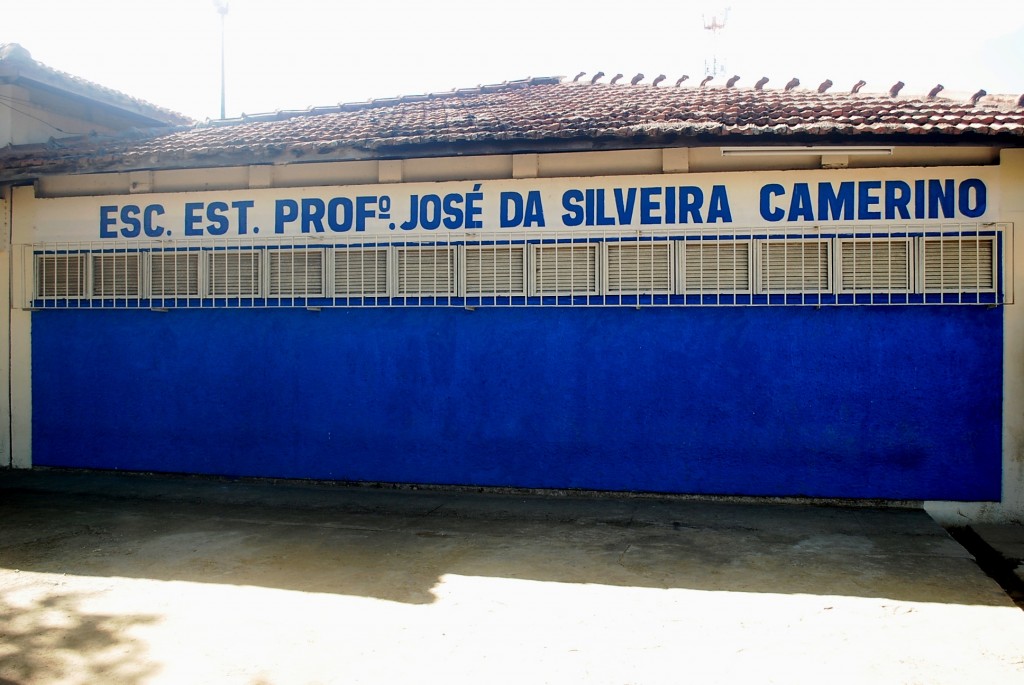 ESC. EST. PROFº. JOSÉ DA SILVEIRA CAMERINO